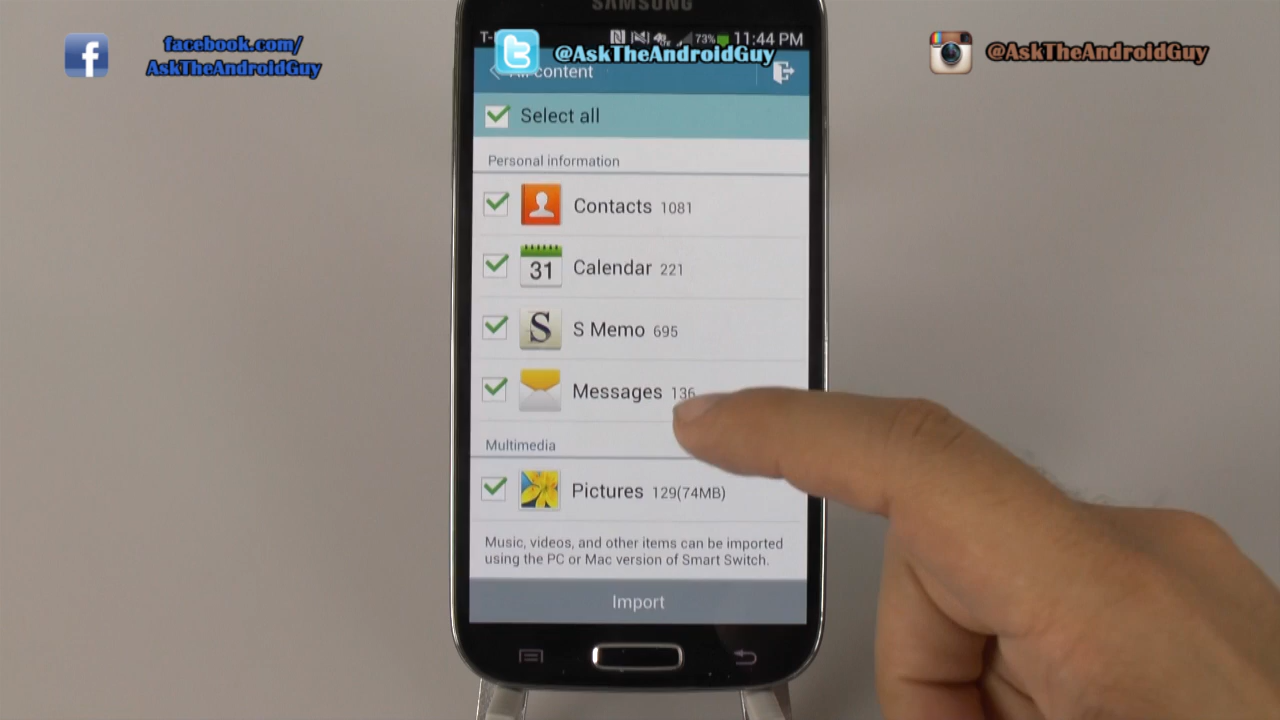 SAMSUNG
facebook.com/
AskTheAndroidGuy
@AskTheAndroidGuy
@AskTheAndroidGuy
73% 11:44 PM
content
Select all
Personal information
Contacts 1081
31
Calendar 221
S
S Memo 695
Messages 136
Multimedia
Pictures 129(74MB)
Music, videos, and other items can be imported
using the PC or Mac version of Smart Switch.
Import